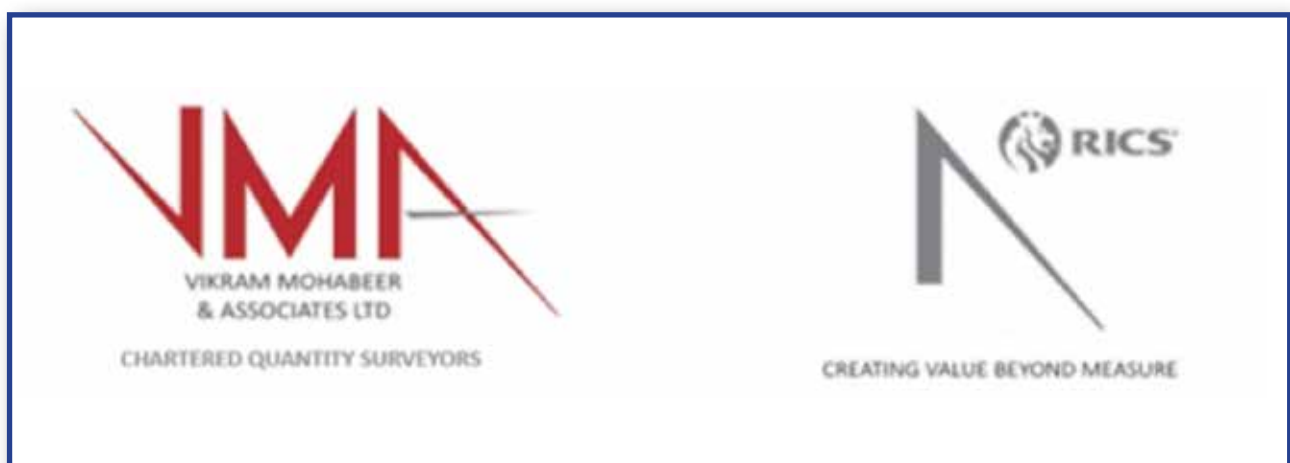 VMA
VIKRAM MOHABEER
& ASSOCIATES LTD
CHARTERED QUANTITY SURVEYORS
RICS
CREATING VALUE BEYOND MEASURE